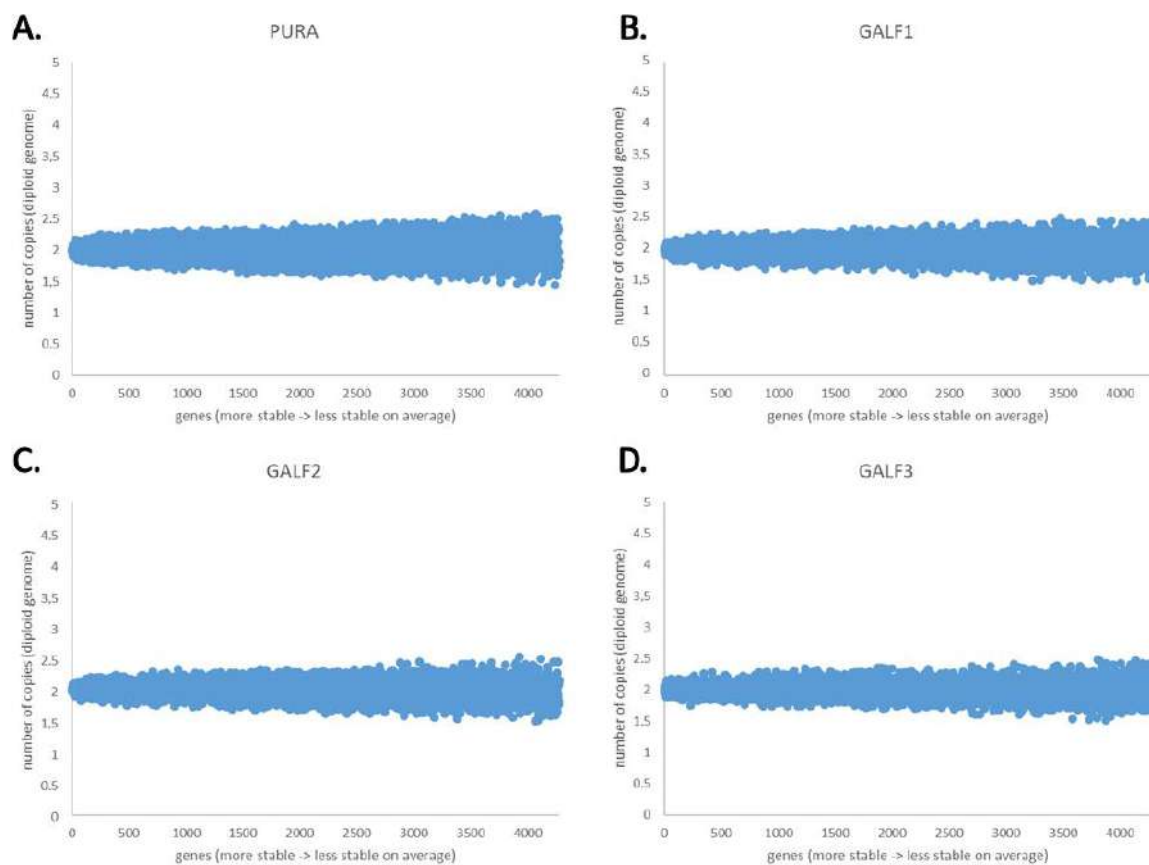 A.
PURA
number of copies (diploid genome)
5
4.5
4
3.5
3
2.5
2
1.5
1
0.5
0
0 500 1000 1500 2000 2500 3000 3500 4000
genes (more stable -> less stable on average)
B.
GALF1
number of copies (diploid genome)
5
4.5
4
3.5
3
2.5
2
1.5
1
0.5
0
0 500 1000 1500 2000 2500 3000 3500 4000
genes (more stable -> less stable on average)
C.
GALF2
number of copies (diploid genome)
5
4.5
4
3.5
3
2.5
2
1.5
1
0.5
0
0 500 1000 1500 2000 2500 3000 3500 4000
genes (more stable -> less stable on average)
D.
GALF3
number of copies (diploid genome)
5
4.5
4
3.5
3
2.5
2
1.5
1
0.5
0
0 500 1000 1500 2000 2500 3000 3500 4000
genes (more stable -> less stable on average)